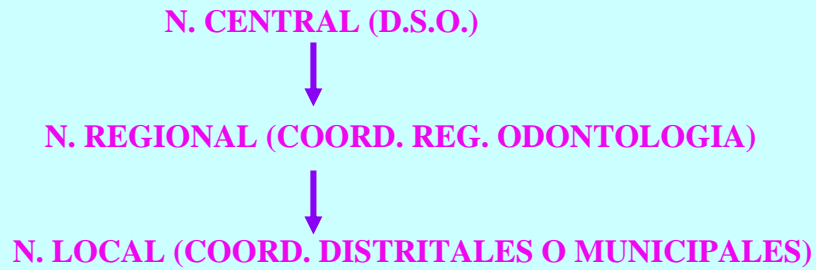 N. CENTRAL (D.S.O.)
N. REGIONAL (COORD. REG. ODONTOLOGIA)
N. LOCAL (COORD. DISTRITALES O MUNICIPALES)